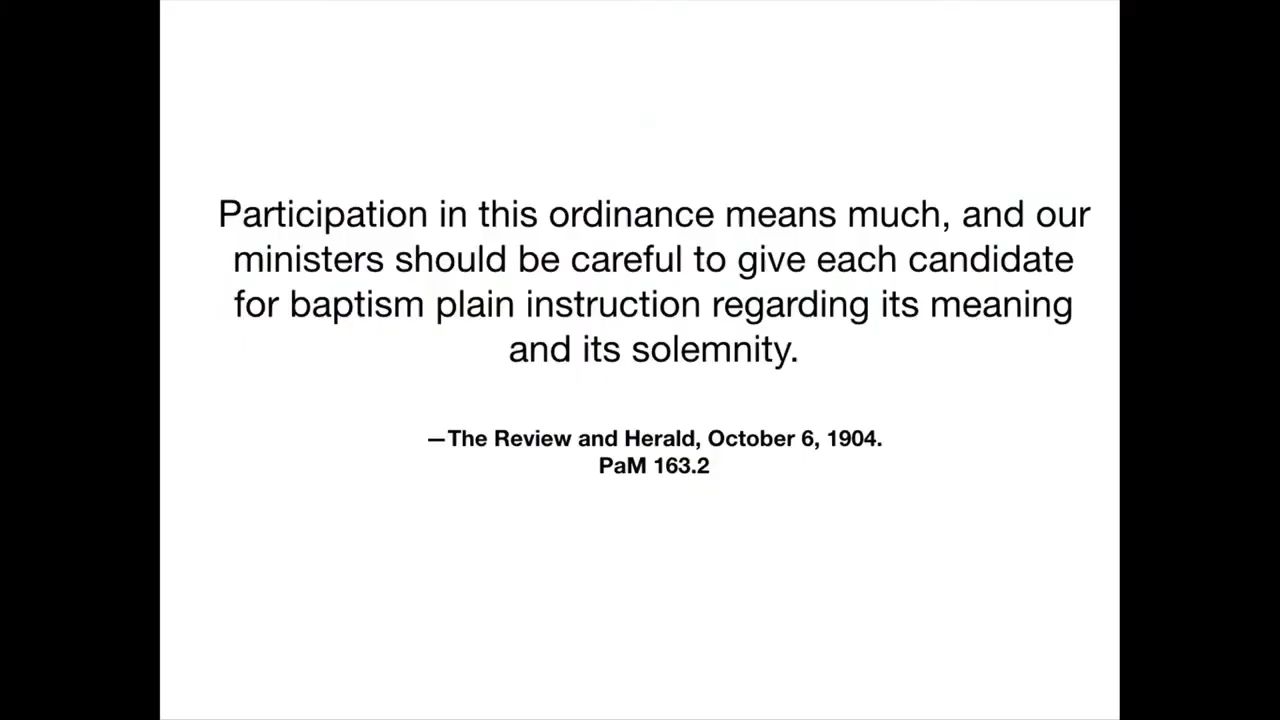 Participation in this ordinance means much, and our
ministers should be careful to give each candidate
for baptism plain instruction regarding its meaning
and its solemnity.
—The Review and Herald, October 6, 1904.
PaM 163.2